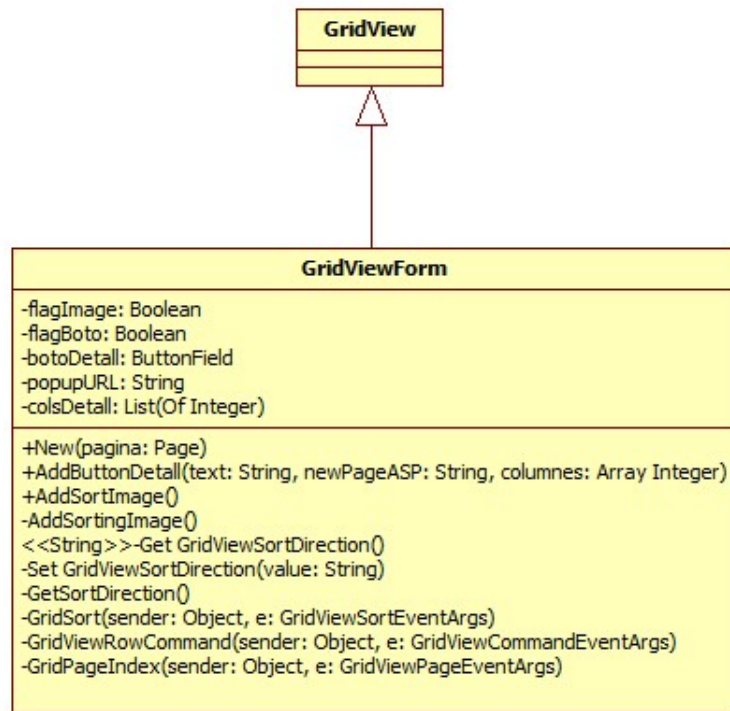 GridView
GridViewForm
-flagImage: Boolean
-flagBoto: Boolean
-botoDetall: ButtonField
-popupURL: String
-colsDetall: List(Of Integer)
+New(pagina: Page)
+AddButtonDetall(text: String, newPageASP: String, columnes: Array Integer)
+AddSortImage()
-AddSortingImage()
<<String>>-Get GridViewSortDirection()
-Set GridViewSortDirection(value: String)
-GetSortDirection()
-GridSort(sender: Object, e: GridViewSortEventArgs)
-GridViewRowCommand(sender: Object, e: GridViewCommandEventArgs)
-GridPageIndex(sender: Object, e: GridViewPageEventArgs)